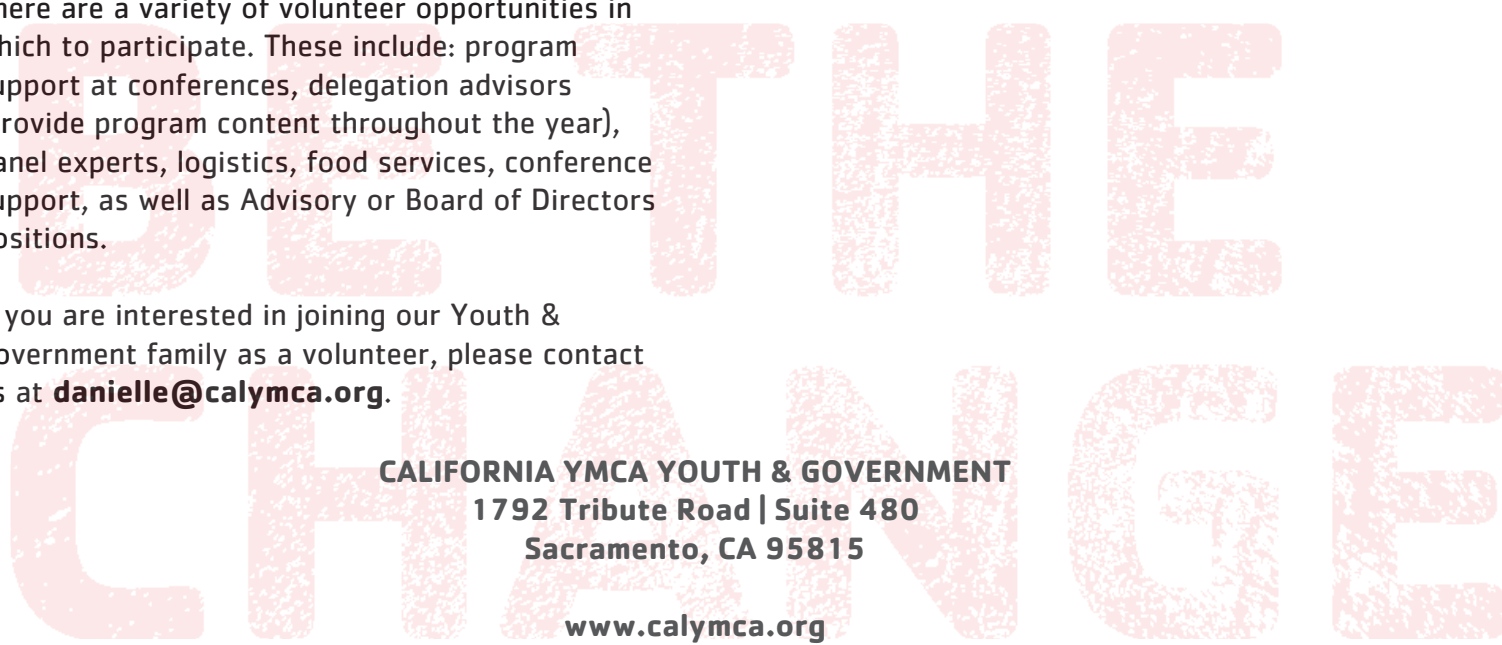 here are a variety of volunteer opportunities in
hich to participate. These include: program
upport at conferences, delegation advisors
rovide program content throughout the year),
anel experts, logistics, food services, conference
upport, as well as Advisory or Board of Directors
ositions.
you are interested in joining our Youth &
overnment family as a volunteer, please contact
s at danielle@calymca.org.
BE THE
CHANGE
CALIFORNIA YMCA YOUTH & GOVERNMENT
1792 Tribute Road | Suite 480
Sacramento, CA 95815
www.calymca.org